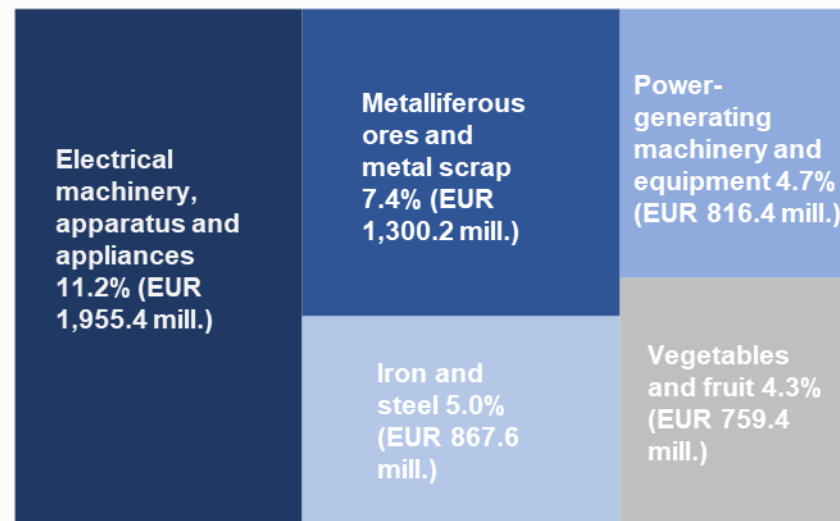 Electrical
machinery,
apparatus and
appliances
11.2% (EUR
1,955.4 mill.)
Metalliferous
ores and
metal scrap
7.4% (EUR
1,300.2 mill.)
Iron and
steel 5.0%
(EUR 867.6
mill.)
Power-
generating
machinery and
equipment 4.7%
(EUR 816.4 mill.)
Vegetables
and fruit 4.3%
(EUR 759.4
mill.)